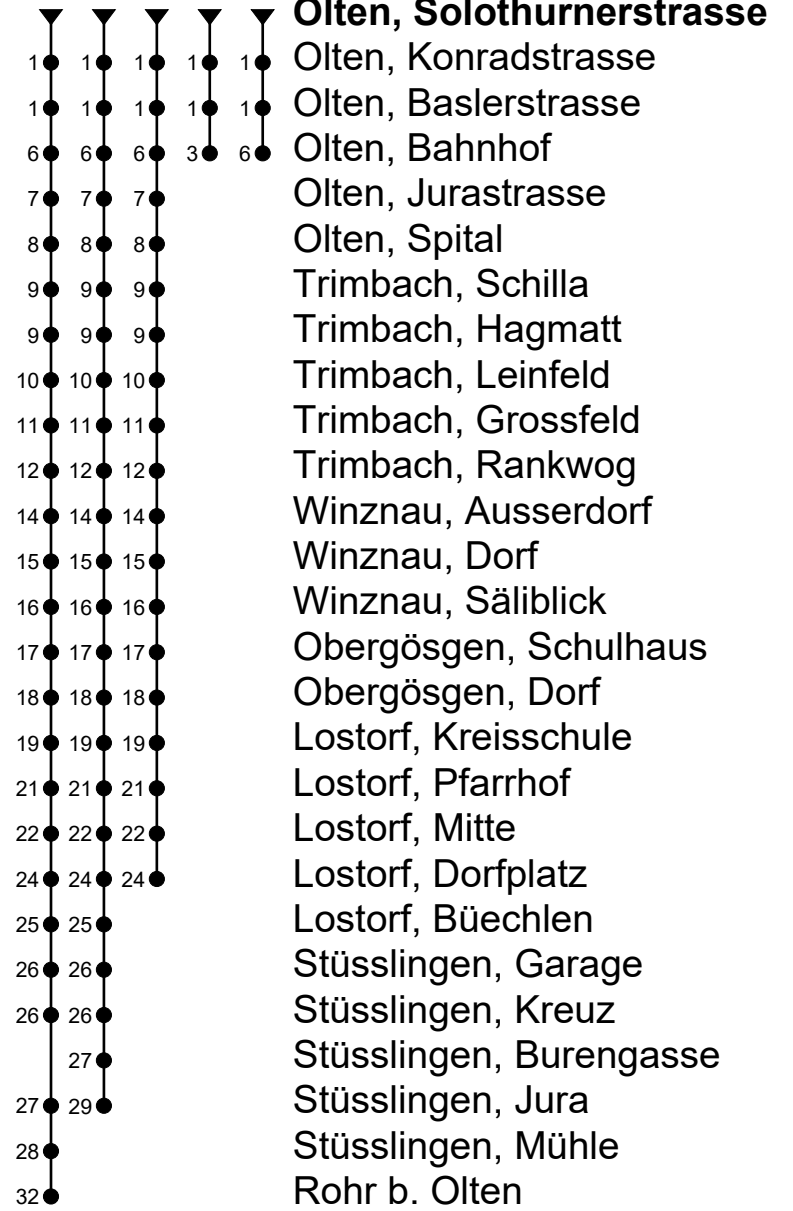 Olten, Solothurnerstrasse
1 1 1 1 1 Olten, Konradstrasse
1 1 1 1 1 Olten, Baslerstrasse
6 6 6 3 6 Olten, Bahnhof
7 7 7 Olten, Jurastrasse
8 8 8 Olten, Spital
9 9 9 Trimbach, Schilla
9 9 9 Trimbach, Hagmatt
10 10 10 Trimbach, Leinfeld
11 11 11 Trimbach, Grossfeld
12 12 12 Trimbach, Rankwog
14 14 14 Winznau, Ausserdorf
15 15 15 Winznau, Dorf
16 16 16 Winznau, Säliblick
17 17 17 Obergösgen, Schulhaus
18 18 18 Obergösgen, Dorf
19 19 19 Lostorf, Kreisschule
21 21 21 Lostorf, Pfarrhof
22 22 22 Lostorf, Mitte
24 24 24 Lostorf, Dorfplatz
25 25 Lostorf, Büechlen
26 26 Stüsslingen, Garage
26 26 Stüsslingen, Kreuz
27 Stüsslingen, Burengasse
27 29 Stüsslingen, Jura
28 Stüsslingen, Mühle
32 Rohr b. Olten